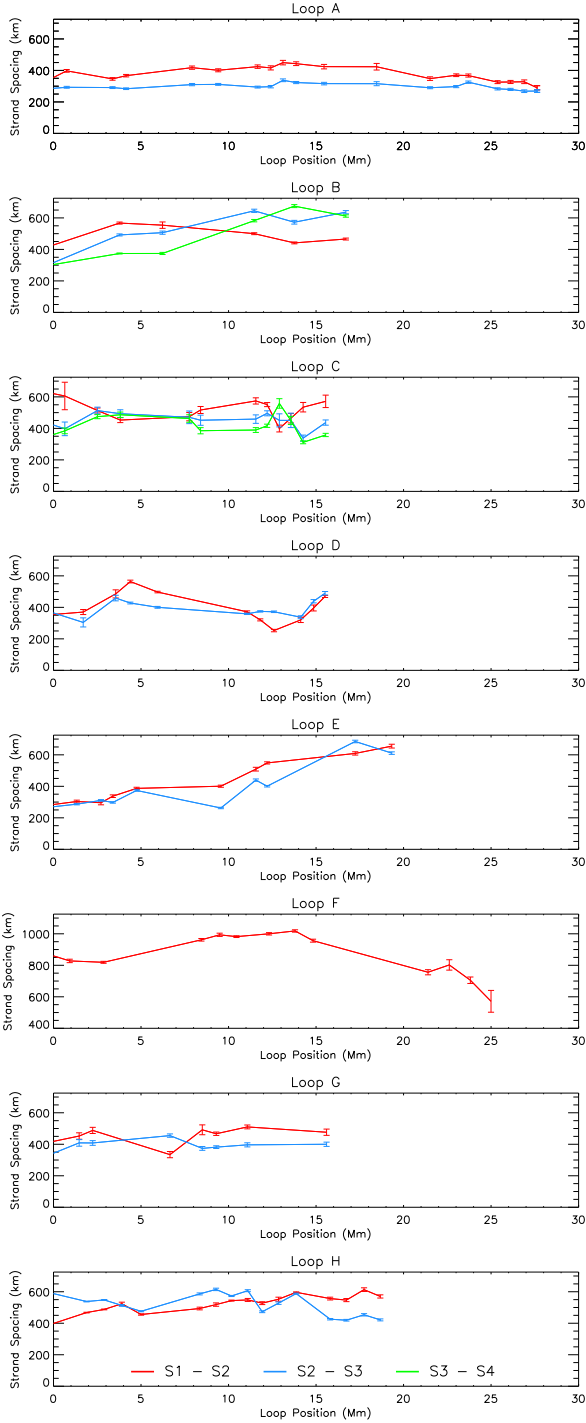 Loop A
Strand Spacing (km)
600
400
200
0
0 5 10 15 20 25 30
Loop Position (Mm)
Loop B
Strand Spacing (km)
600
400
200
0
0 5 10 15 20 25 30
Loop Position (Mm)
Loop C
Strand Spacing (km)
600
400
200
0
0 5 10 15 20 25 30
Loop Position (Mm)
Loop D
Strand Spacing (km)
600
400
200
0
0 5 10 15 20 25 30
Loop Position (Mm)
Loop E
Strand Spacing (km)
600
400
200
0
0 5 10 15 20 25 30
Loop Position (Mm)
Loop F
Strand Spacing (km)
1000
800
600
400
0 5 10 15 20 25 30
Loop Position (Mm)
Loop G
Strand Spacing (km)
600
400
200
0
0 5 10 15 20 25 30
Loop Position (Mm)
Loop H
Strand Spacing (km)
600
400
200
0
S1 – S2 S2 – S3 S3 – S4
0 5 10 15 20 25 30
Loop Position (Mm)